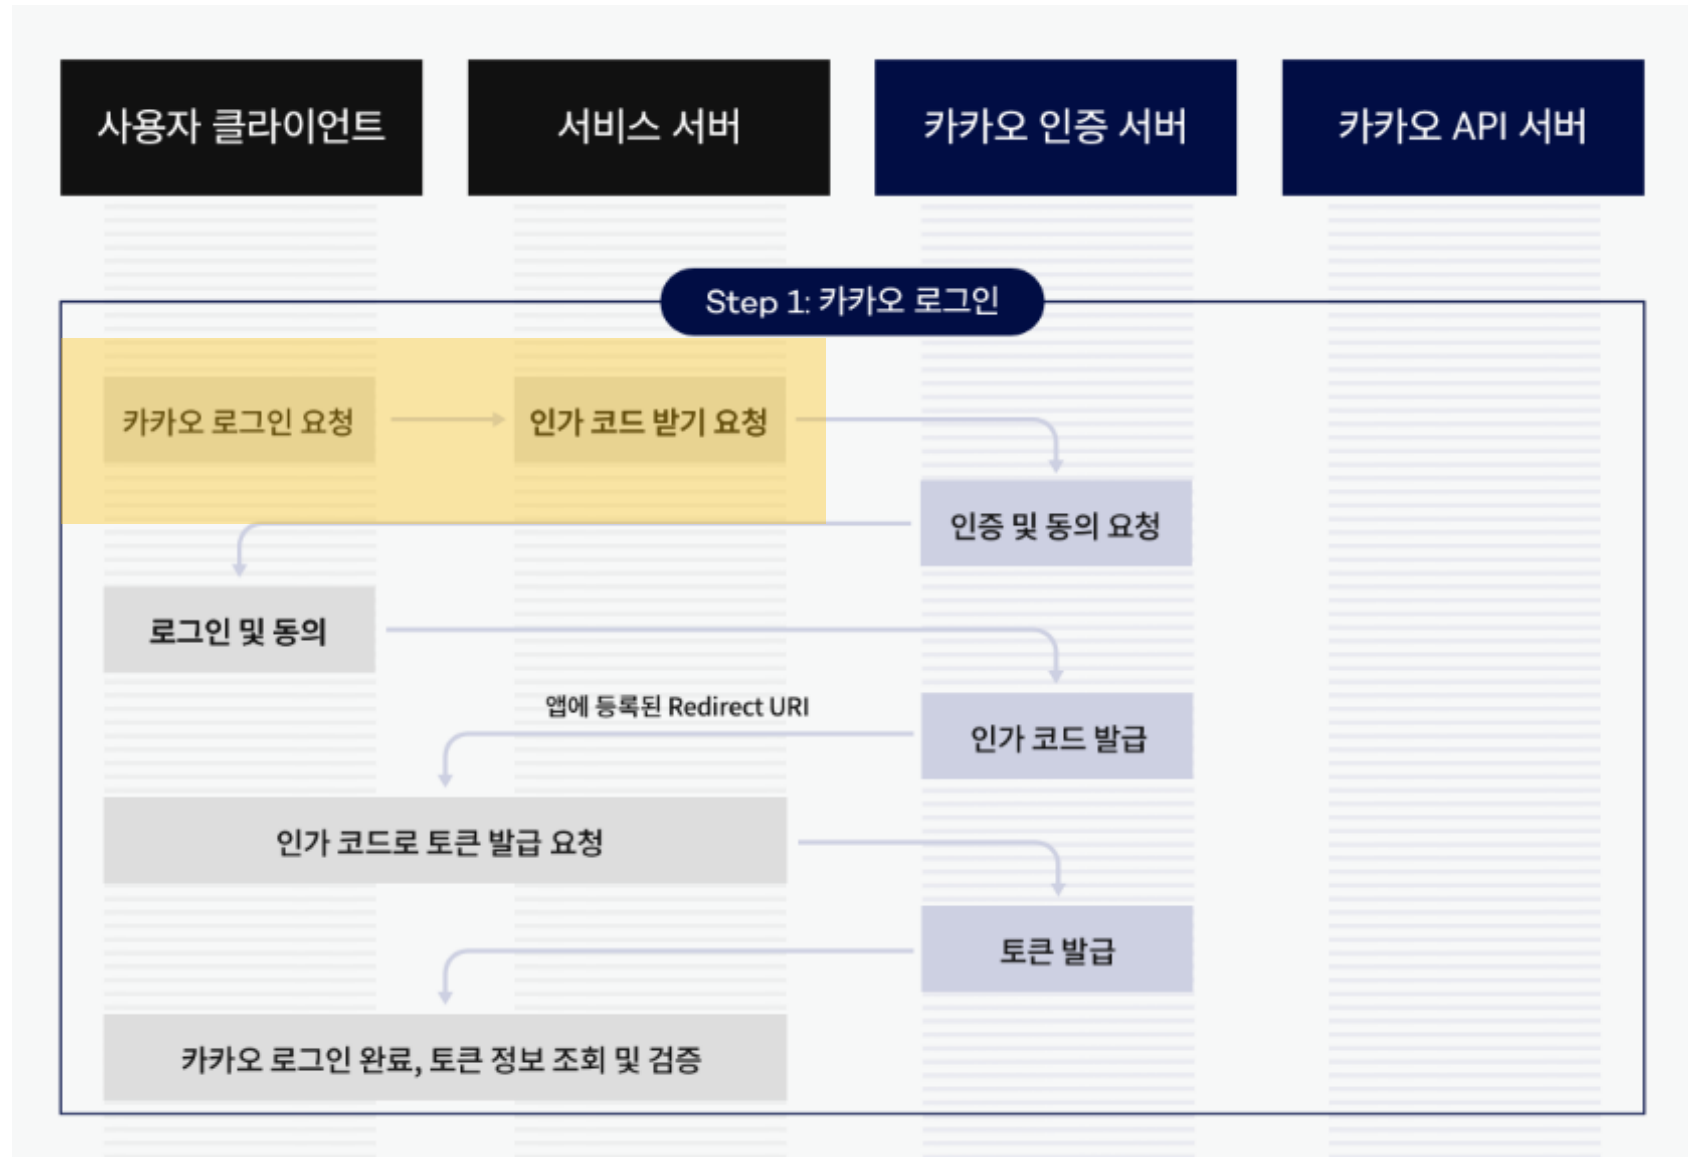 사용자 클라이언트
서비스 서버
카카오 인증 서버
카카오 API 서버
Step 1: 카카오 로그인
카카오 로그인 요청
인가 코드 받기 요청
인증 및 동의 요청
로그인 및 동의
앱에 등록된 Redirect URI
인가 코드 발급
인가 코드로 토큰 발급 요청
토큰 발급
카카오 로그인 완료, 토큰 정보 조회 및 검증